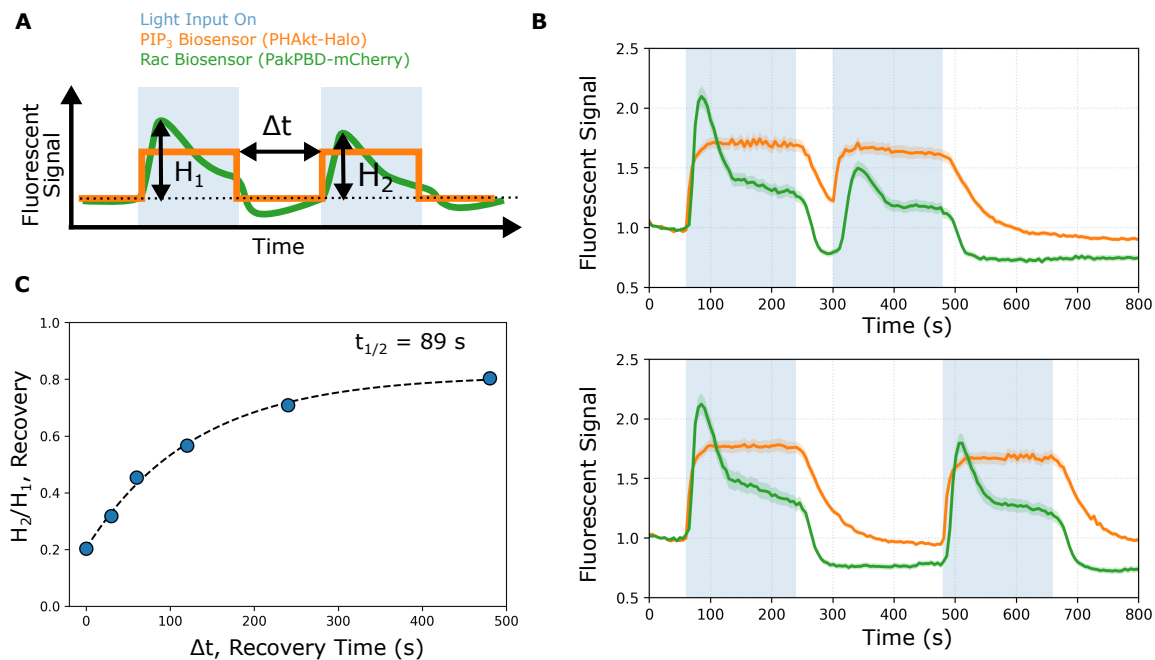 A
Light Input On
PIP3 Biosensor (PHAkt-Halo)
Rac Biosensor (PakPBD-mCherry)
Fluorescent
Signal
H1
Δt
H2
Time
B
2.5
2.0
1.5
1.0
0.5
0 100 200 300 400 500 600 700 800
Fluorescent Signal
Time (s)
2.5
2.0
1.5
1.0
0.5
0 100 200 300 400 500 600 700 800
Fluorescent Signal
Time (s)
C
t1/2 = 89 s
1.0
0.8
0.6
0.4
0.2
0.0
0 100 200 300 400 500
H2/H1, Recovery
Δt, Recovery Time (s)